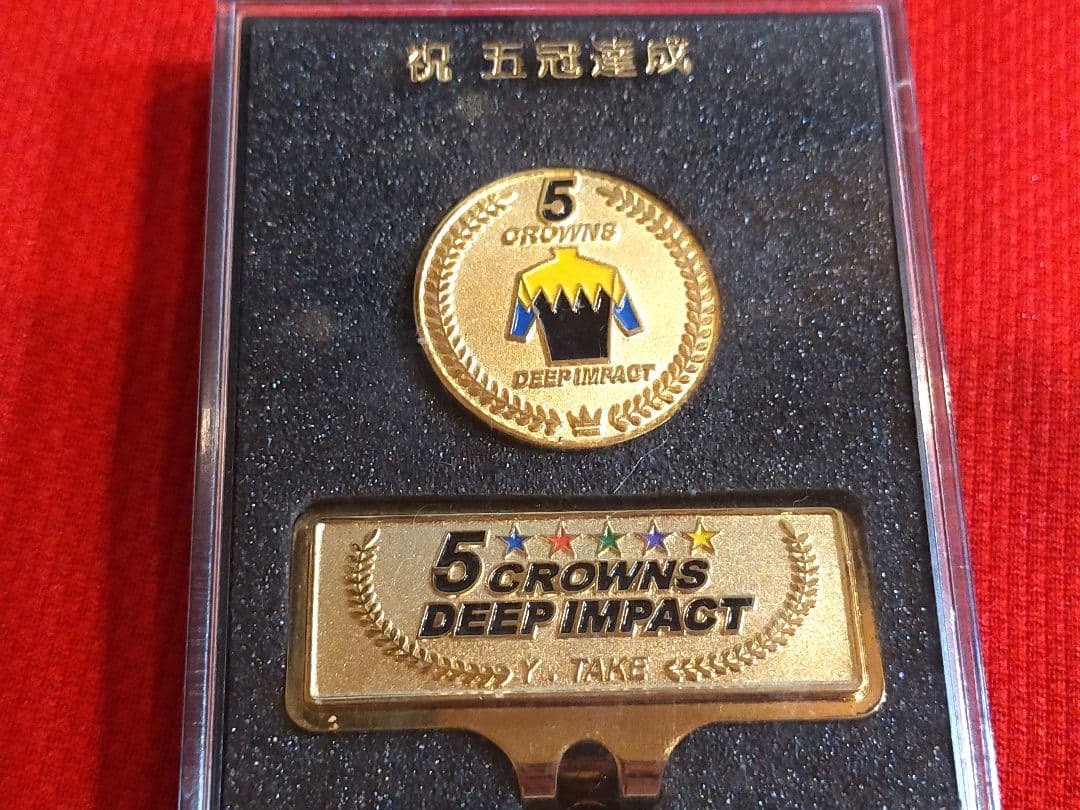 祝 五冠達成
5
CROWNS
DEEP IMPACT
5
CROWNS
DEEP IMPACT
Y. TAKE